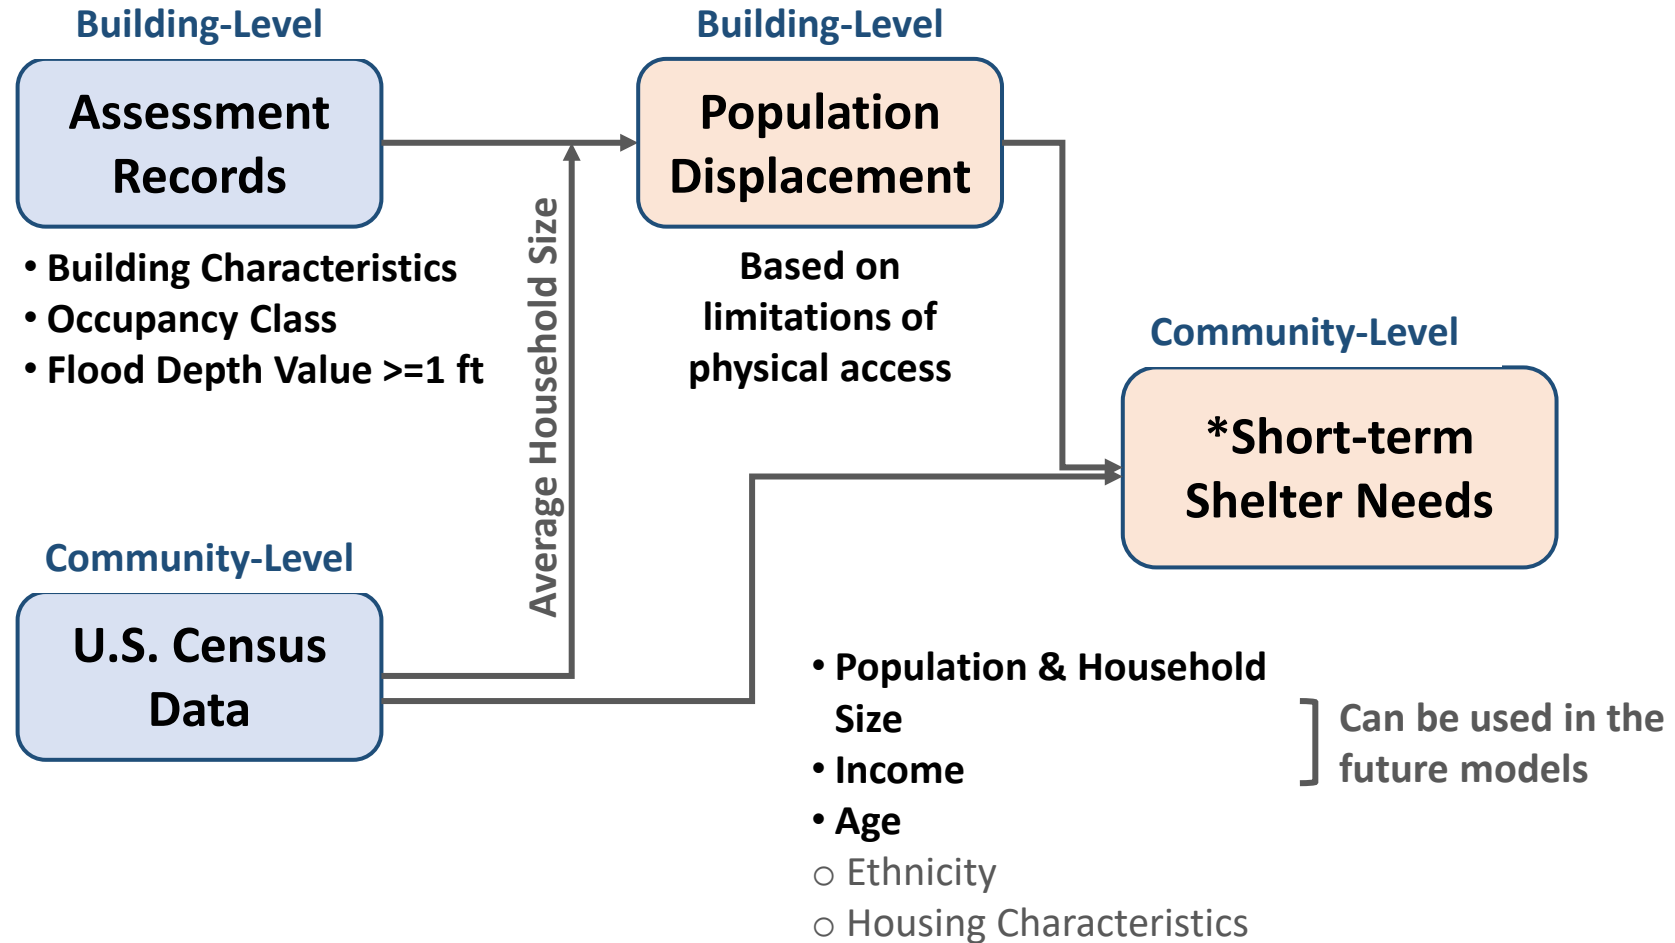 Building-Level
Assessment
Records
• Building Characteristics
• Occupancy Class
• Flood Depth Value >=1 ft
Average Household Size
Building-Level
Population
Displacement
Based on
limitations of
physical access
Community-Level
*Short-term
Shelter Needs
Community-Level
U.S. Census
Data
• Population & Household
Size
• Income
• Age
○ Ethnicity
○ Housing Characteristics
Can be used in the
future models